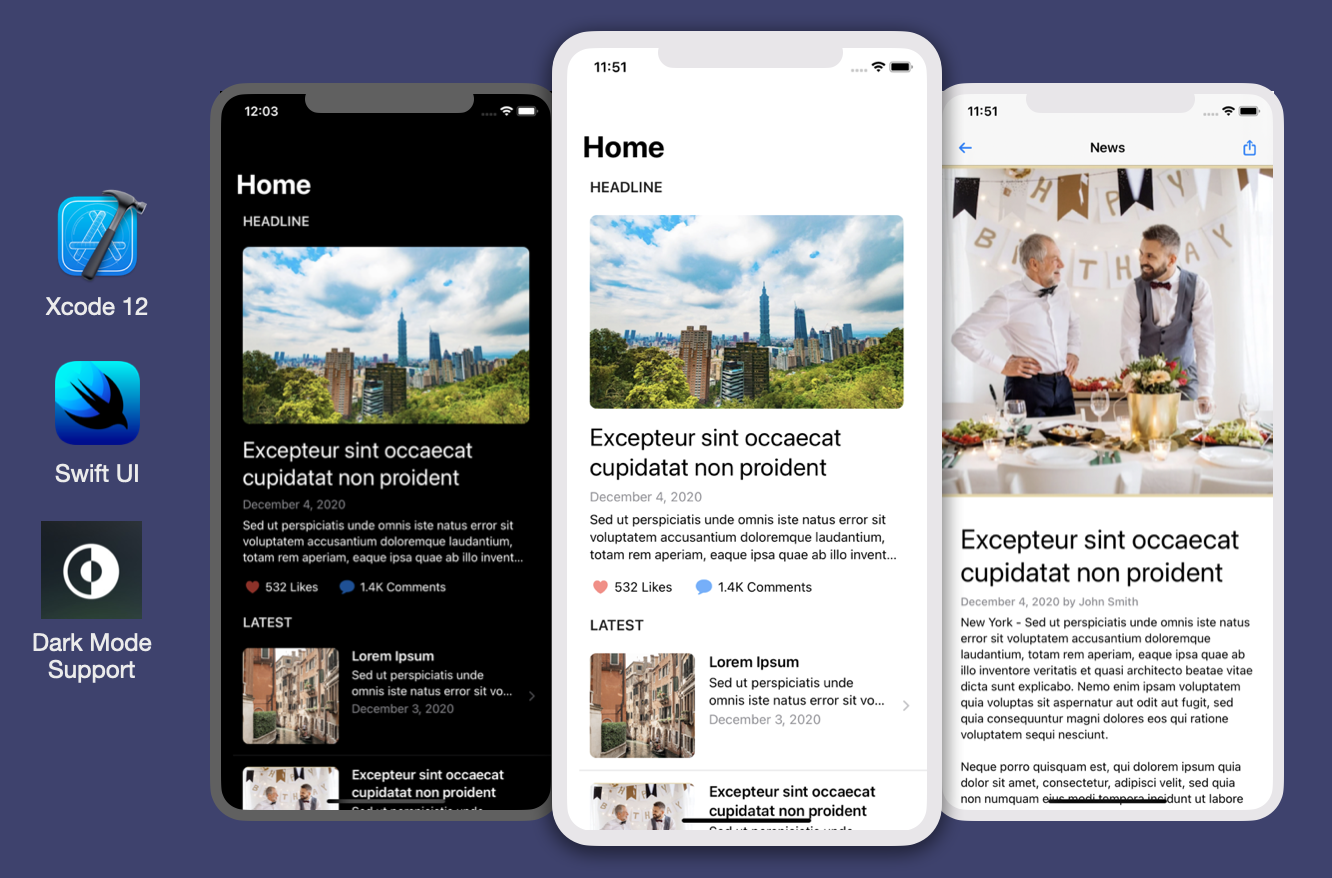 Xcode 12
Swift UI
Dark Mode
Support
12:03
Home
HEADLINE
Excepteur sint occaecat
cupidatat non proident
December 4, 2020
Sed ut perspiciatis unde omnis iste natus error sit
voluptatem accusantium doloremque laudantium,
totam rem aperiam, eaque ipsa quae ab illo invent...
532 Likes
1.4K Comments
LATEST
Lorem Ipsum
Sed ut perspiciatis unde
omnis iste natus error sit vo...
December 3, 2020
Excepteur sint occaecat
cupidatat non proident
11:51
Home
HEADLINE
Excepteur sint occaecat
cupidatat non proident
December 4, 2020
Sed ut perspiciatis unde omnis iste natus error sit
voluptatem accusantium doloremque laudantium,
totam rem aperiam, eaque ipsa quae ab illo invent...
532 Likes
1.4K Comments
LATEST
Lorem Ipsum
Sed ut perspiciatis unde
omnis iste natus error sit vo...
December 3, 2020
Excepteur sint occaecat
cupidatat non proident
11:51
News
HAPPY
BIRTHDAY
Excepteur sint occaecat
cupidatat non proident
December 4, 2020 by John Smith
New York - Sed ut perspiciatis unde omnis iste natus
error sit voluptatem accusantium doloremque
laudantium, totam rem aperiam, eaque ipsa quae ab
illo inventore veritatis et quasi architecto beatae vitae
dicta sunt explicabo. Nemo enim ipsam voluptatem
quia voluptas sit aspernatur aut odit aut fugit, sed
quia consequuntur magni dolores eos qui ratione
voluptatem sequi nesciunt.
Neque porro quisquam est, qui dolorem ipsum quia
dolor sit amet, consectetur, adipisci velit, sed quia
non numquam eius modi tempora incidunt ut labore